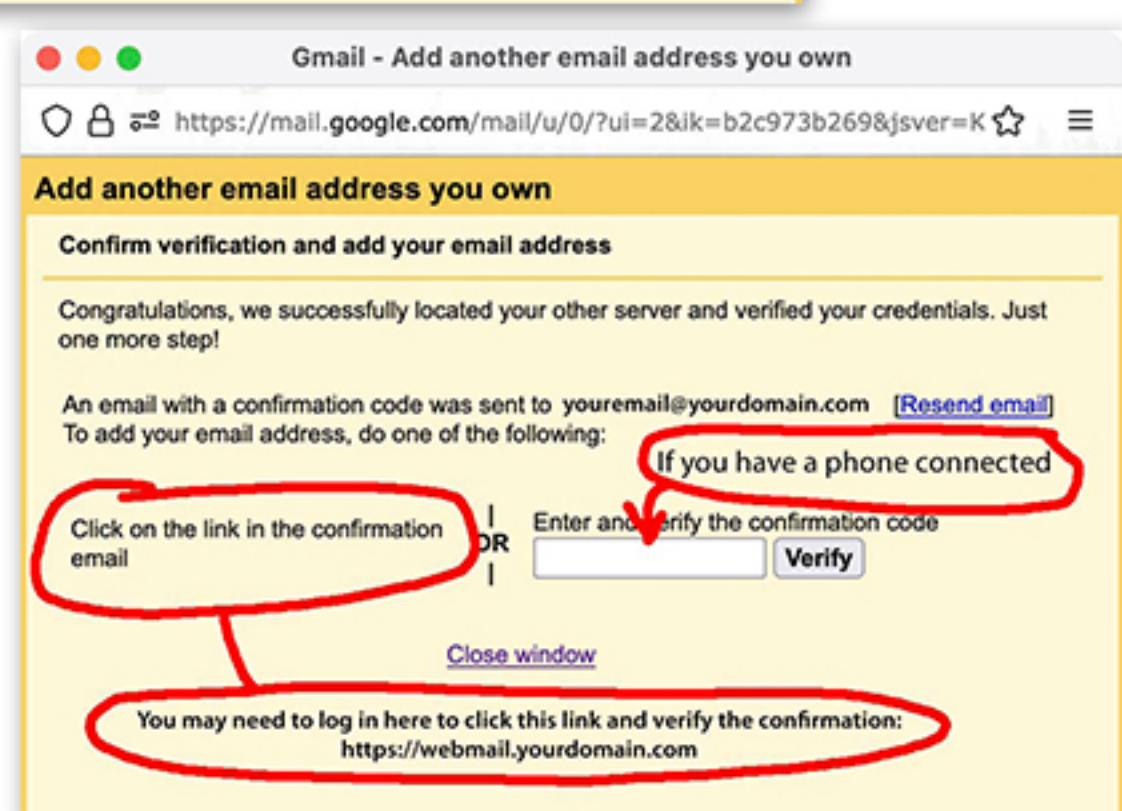 Gmail - Add another email address you own
https://mail.google.com/mail/u/0/?ui=2&ik=b2c973b269&jsver=K
Add another email address you own
Confirm verification and add your email address
Congratulations, we successfully located your other server and verified your credentials. Just
one more step!
An email with a confirmation code was sent to youremail@yourdomain.com [Resend email]
To add your email address, do one of the following:
If you have a phone connected
Click on the link in the confirmation
email
|
OR
|
Enter and verify the confirmation code
Verify
Close window
You may need to log in here to click this link and verify the confirmation:
https://webmail.yourdomain.com